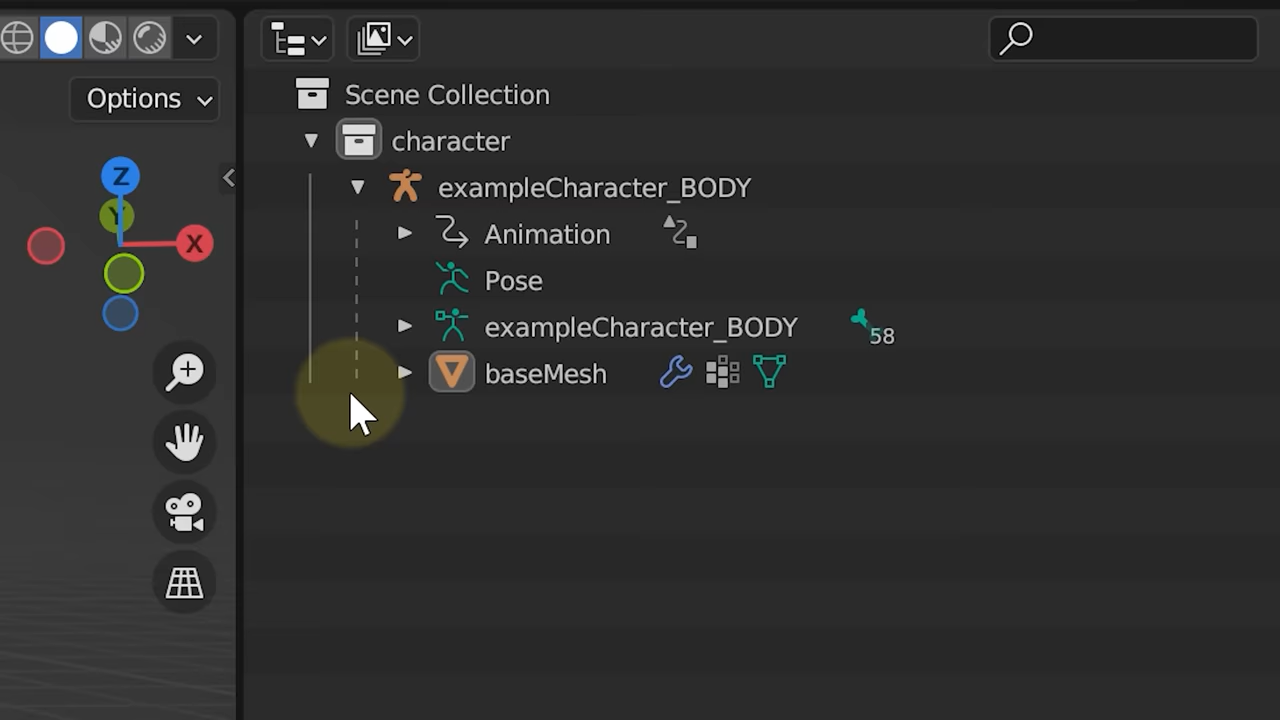 Options
Z
Y
X
Scene Collection
character
exampleCharacter_BODY
Animation
Pose
exampleCharacter_BODY 58
baseMesh